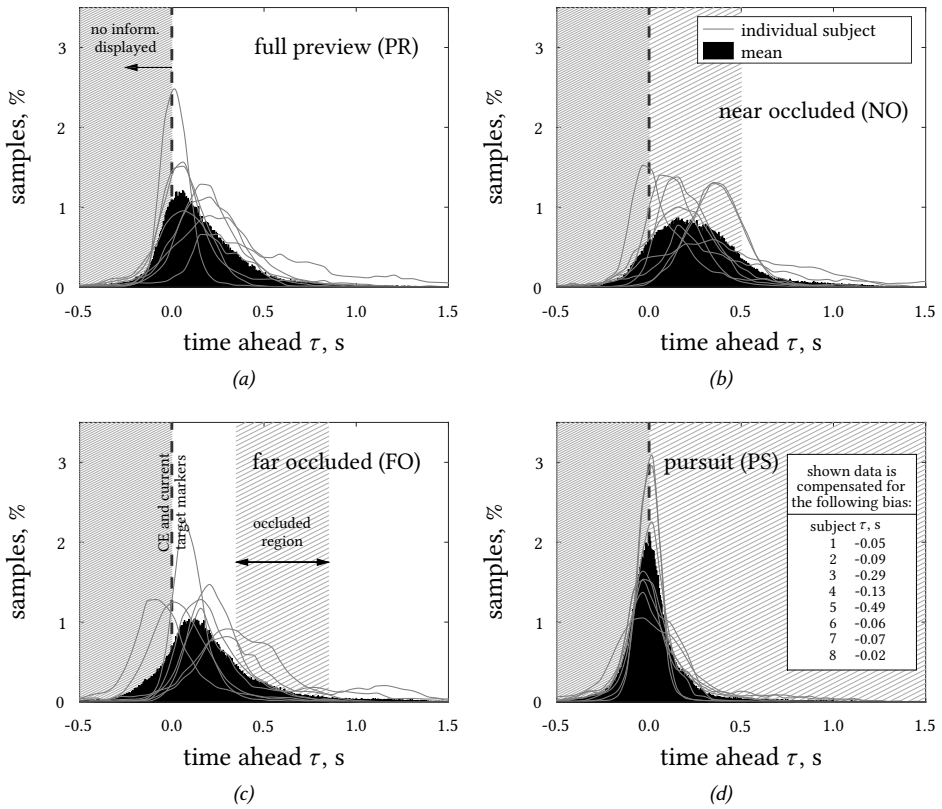 no inform.
displayed
full preview (PR)
samples, %
3
2
1
0
-0.5
0.0
0.5
1.0
1.5
time ahead τ, s
(a)
individual subject
mean
near occluded (NO)
samples, %
3
2
1
0
-0.5
0.0
0.5
1.0
1.5
time ahead τ, s
(b)
CE and current
target markers
far occluded (FO)
occluded
region
samples, %
3
2
1
0
-0.5
0.0
0.5
1.0
1.5
time ahead τ, s
(c)
pursuit (PS)
shown data is
compensated for
the following bias:
subject τ, s
1 -0.05
2 -0.09
3 -0.29
4 -0.13
5 -0.49
6 -0.06
7 -0.07
8 -0.02
samples, %
3
2
1
0
-0.5
0.0
0.5
1.0
1.5
time ahead τ, s
(d)